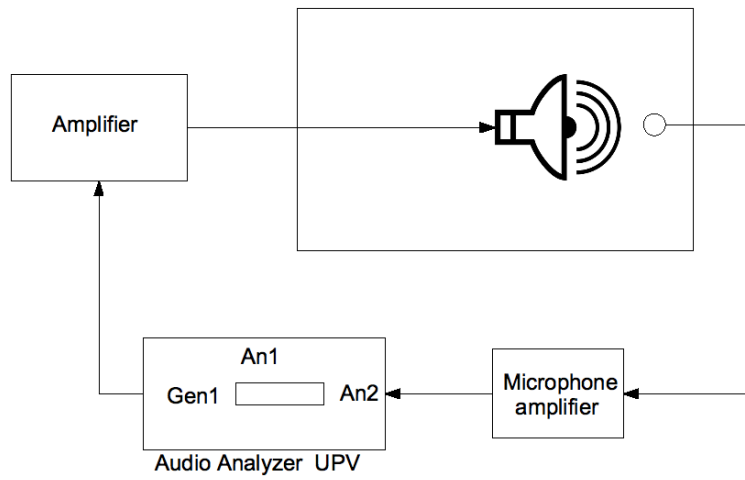 Amplifier
An1
Gen1
An2
Microphone
amplifier
Audio Analyzer UPV